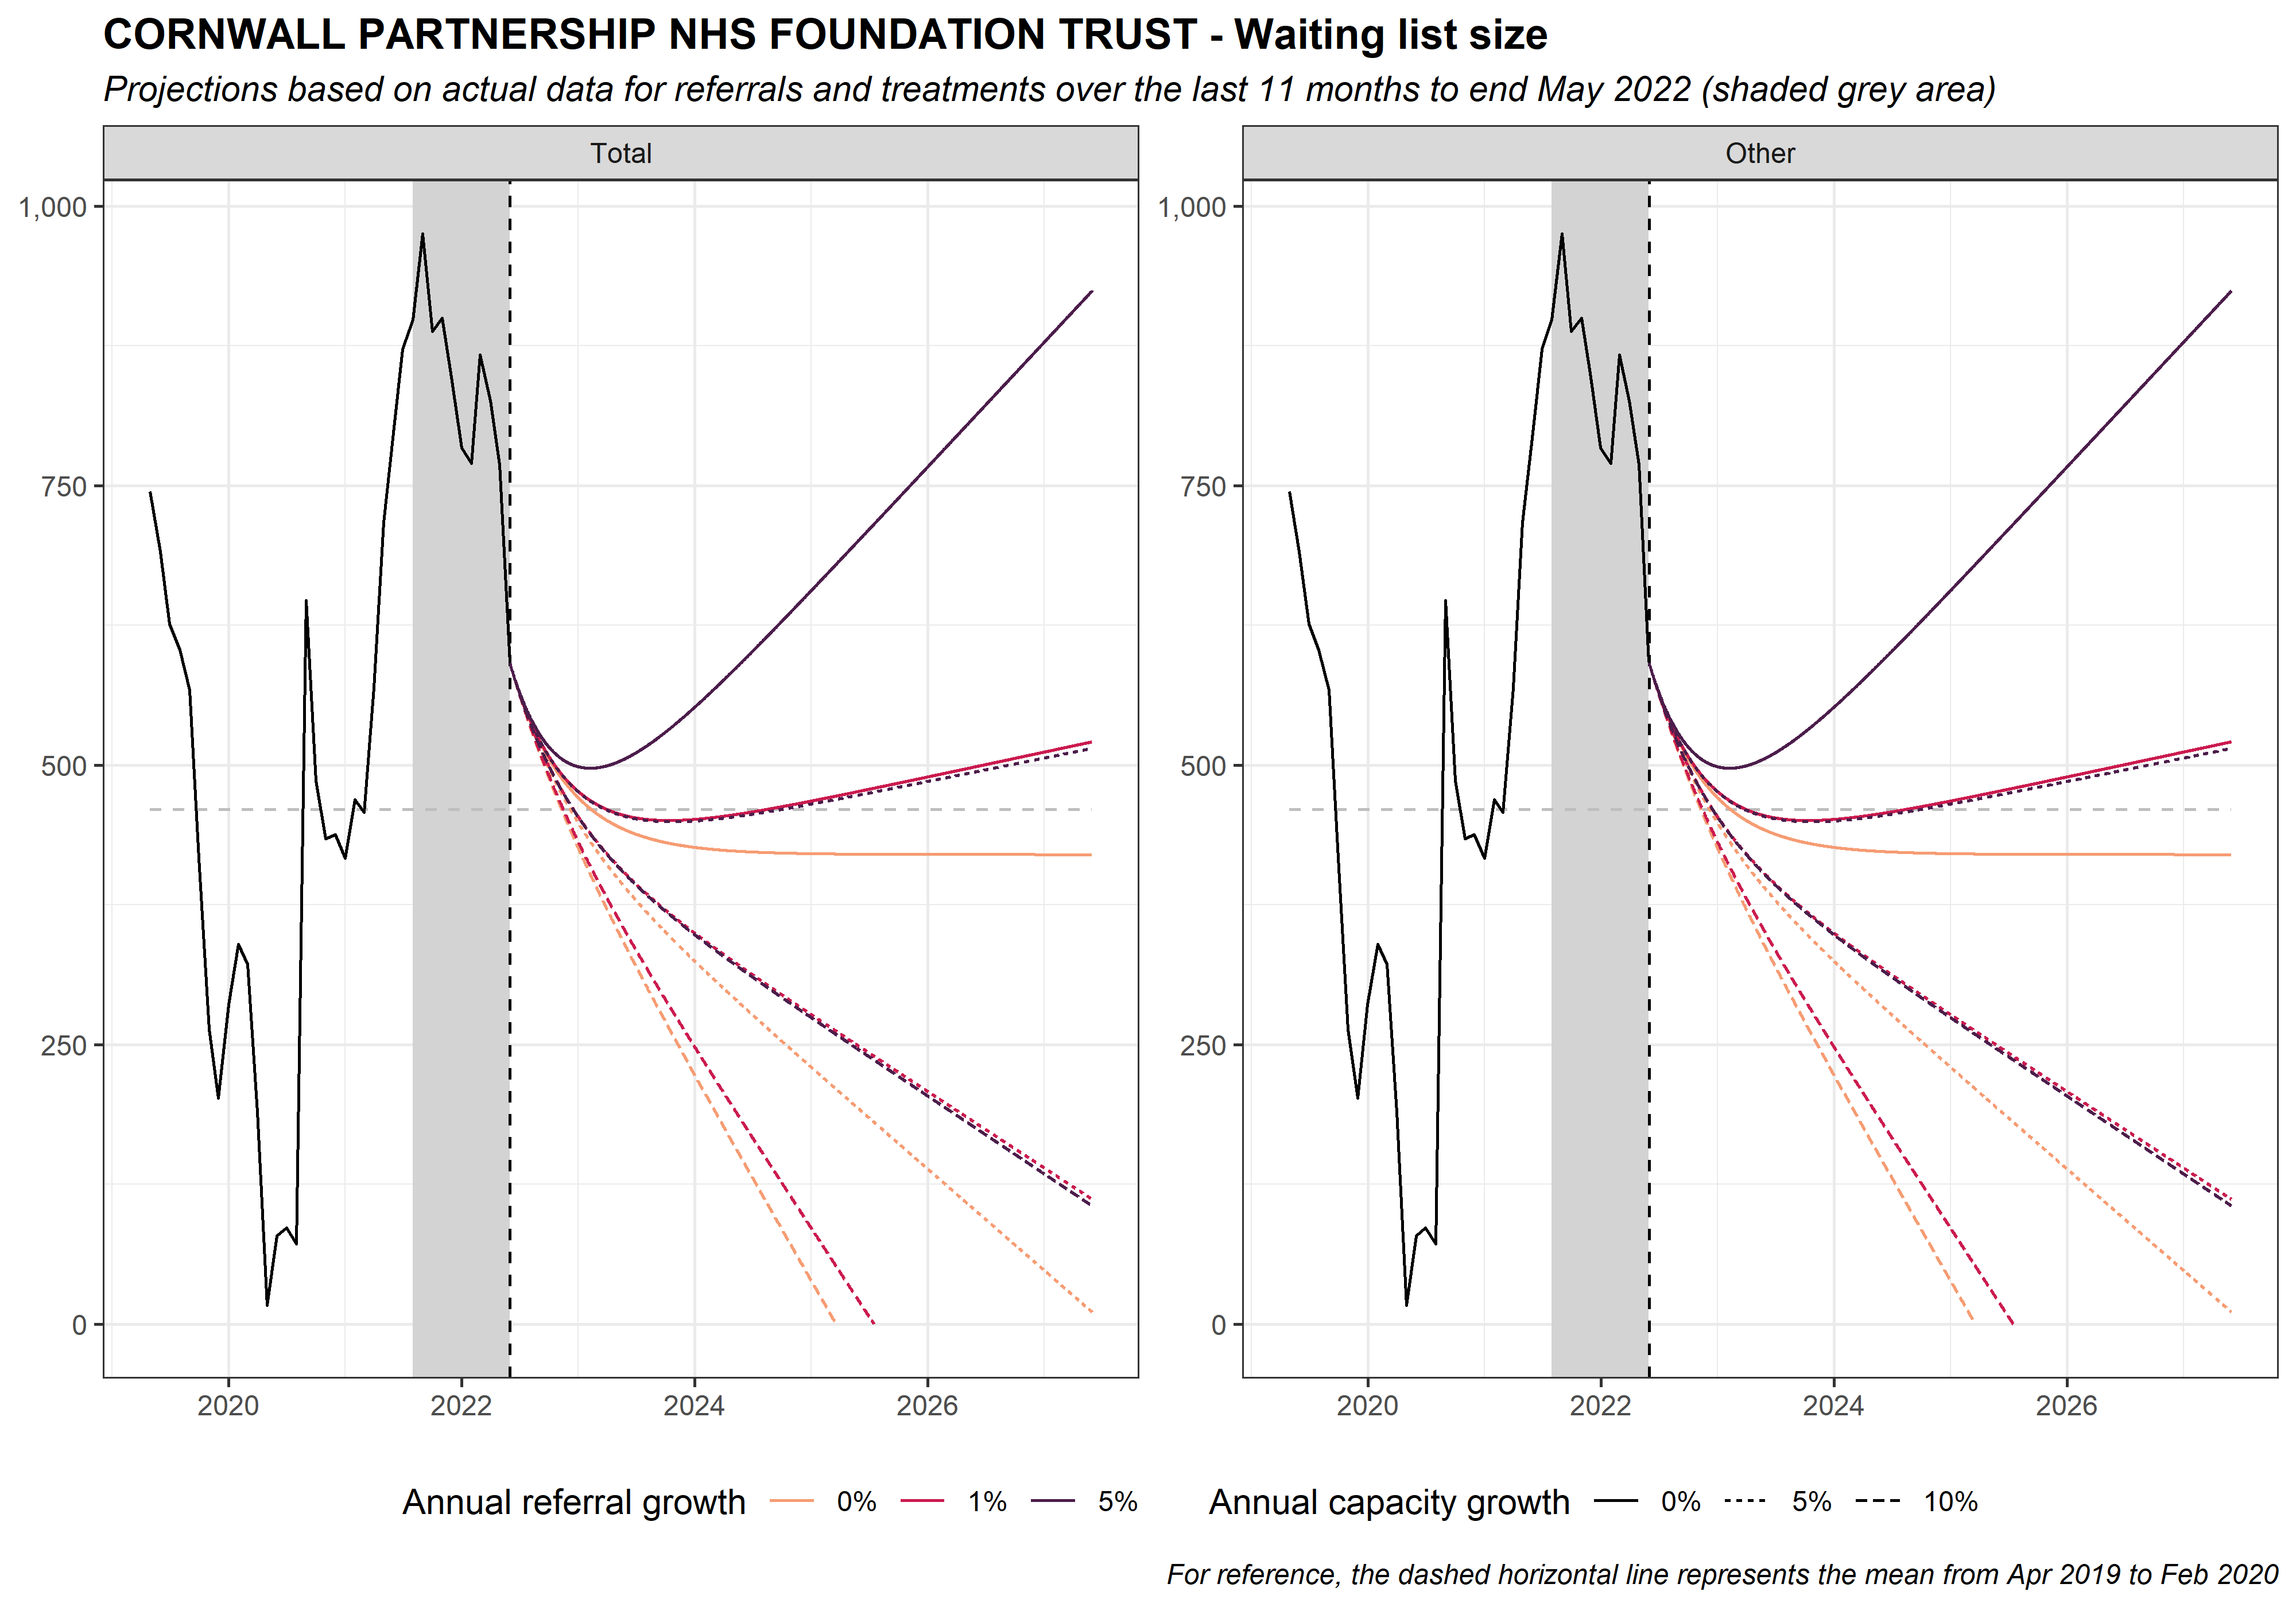 CORNWALL PARTNERSHIP NHS FOUNDATION TRUST - Waiting list size
Projections based on actual data for referrals and treatments over the last 11 months to end May 2022 (shaded grey area)
Total
1,000
750
500
250
0
2020 2022 2024 2026
Other
1,000
750
500
250
0
2020 2022 2024 2026
Annual referral growth 0% 1% 5%
Annual capacity growth 0% 5% 10%
For reference, the dashed horizontal line represents the mean from Apr 2019 to Feb 2020